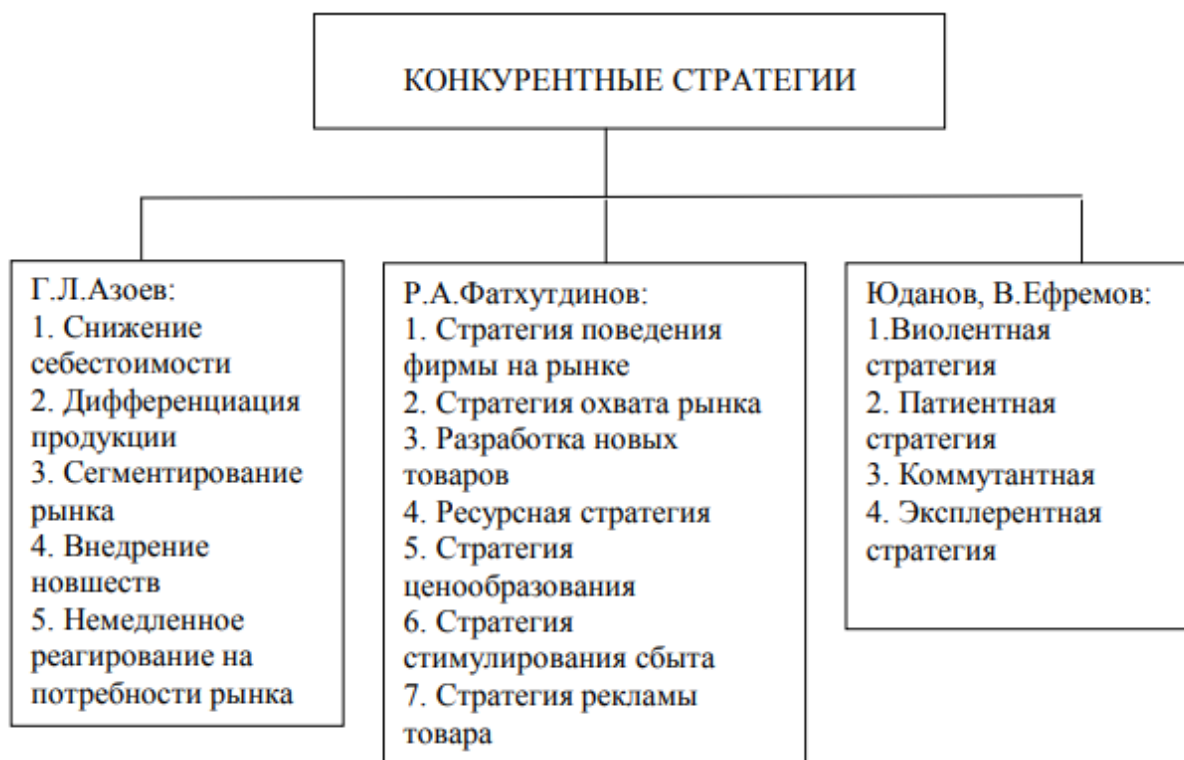 КОНКУРЕНТНЫЕ СТРАТЕГИИ
Г.Л.Азоев:
1. Снижение
себестоимости
2. Дифференциация
продукции
3. Сегментирование
рынка
4. Внедрение
новшеств
5. Немедленное
реагирование на
потребности рынка
Р.А.Фатхутдинов:
1. Стратегия поведения
фирмы на рынке
2. Стратегия охвата рынка
3. Разработка новых
товаров
4. Ресурсная стратегия
5. Стратегия
ценообразования
6. Стратегия
стимулирования сбыта
7. Стратегия рекламы
товара
Юданов, В.Ефремов:
1.Виолентная
стратегия
2. Патиентная
стратегия
3. Коммутантная
4. Эксплерентная
стратегия